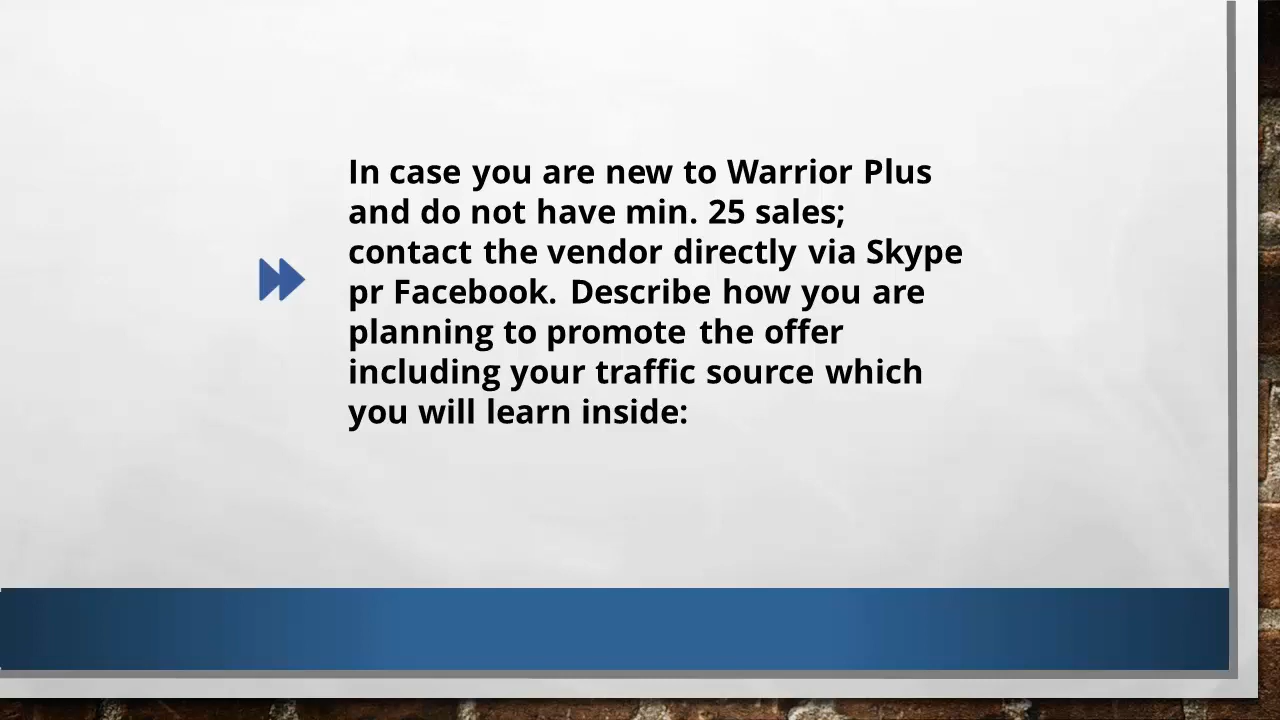 In case you are new to Warrior Plus
and do not have min. 25 sales;
contact the vendor directly via Skype
pr Facebook. Describe how you are
planning to promote the offer
including your traffic source which
you will learn inside: